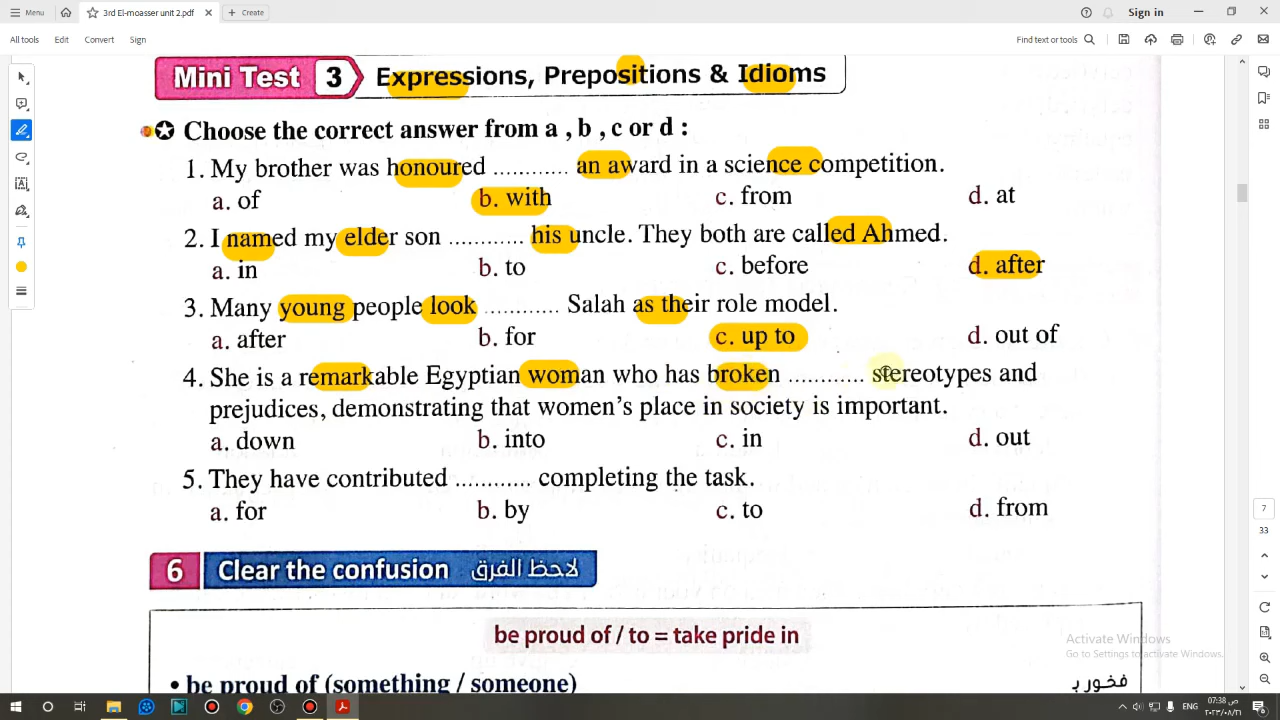 Menu
3rd El-moasser unit 2.pdf
Create
Sign in
All tools Edit Convert Sign
Find text or tools
Mini Test 3 Expressions, Prepositions & Idioms
Choose the correct answer from a , b , c or d :
1. My brother was honoured ............ an award in a science competition.
a. of b. with c. from d. at
2. I named my elder son ............ his uncle. They both are called Ahmed.
a. in b. to c. before d. after
3. Many young people look ............ Salah as their role model.
a. after b. for c. up to d. out of
4. She is a remarkable Egyptian woman who has broken ............ stereotypes and
prejudices, demonstrating that women's place in society is important.
a. down b. into c. in d. out
5. They have contributed ............ completing the task.
a. for b. by c. to d. from
6 Clear the confusion لاحظ الفرق
be proud of / to = take pride in
• be proud of (something / someone) فخور بـ
7
33
Activate Windows
Go to Settings to activate Windows.
07:38 ص
٢٠٢٣/٠٨/٢١